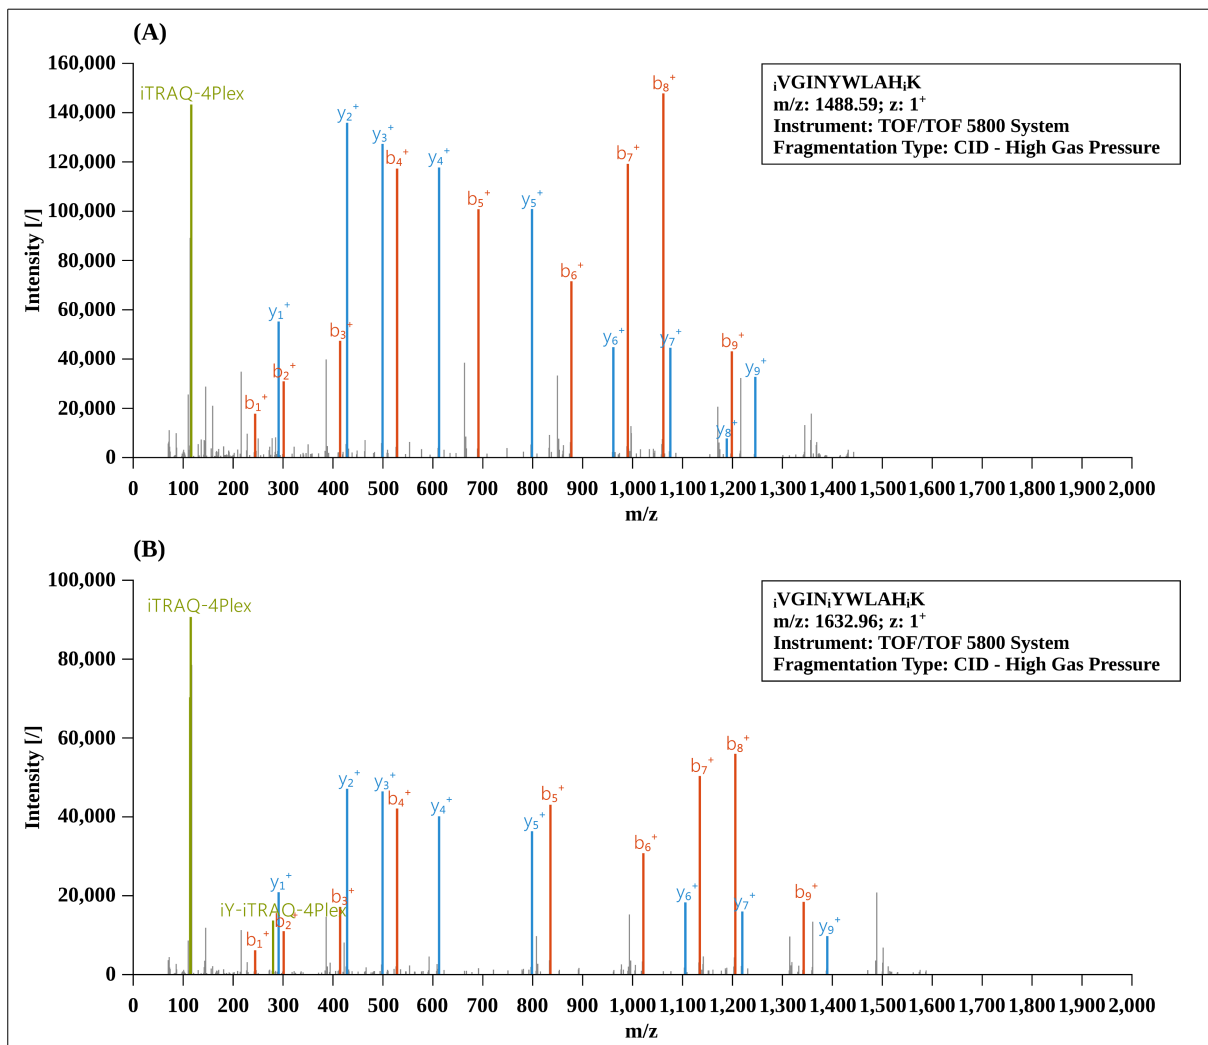 (A)
160,000
140,000
120,000
100,000
80,000
60,000
40,000
20,000
0
Intensity [/]
iTRAQ-4Plex
y₁⁺
b₁⁺
b₂⁺
b₃⁺
y₂⁺
y₃⁺
b₄⁺
y₄⁺
b₅⁺
y₅⁺
b₆⁺
y₆⁺
b₇⁺
b₈⁺
y₇⁺
y₈⁺
b₉⁺
y₉⁺
ᵢVGINYWLAHᵢK
m/z: 1488.59; z: 1⁺
Instrument: TOF/TOF 5800 System
Fragmentation Type: CID - High Gas Pressure
0 100 200 300 400 500 600 700 800 900 1,000 1,100 1,200 1,300 1,400 1,500 1,600 1,700 1,800 1,900 2,000
m/z
(B)
100,000
80,000
60,000
40,000
20,000
0
Intensity [/]
iTRAQ-4Plex
iY-iTRAQ-4Plex
b₁⁺
y₁⁺
b₂⁺
b₃⁺
y₂⁺
y₃⁺
b₄⁺
y₄⁺
y₅⁺
b₅⁺
b₆⁺
y₆⁺
b₇⁺
b₈⁺
y₇⁺
b₉⁺
y₉⁺
ᵢVGINᵢYWLAHᵢK
m/z: 1632.96; z: 1⁺
Instrument: TOF/TOF 5800 System
Fragmentation Type: CID - High Gas Pressure
0 100 200 300 400 500 600 700 800 900 1,000 1,100 1,200 1,300 1,400 1,500 1,600 1,700 1,800 1,900 2,000
m/z